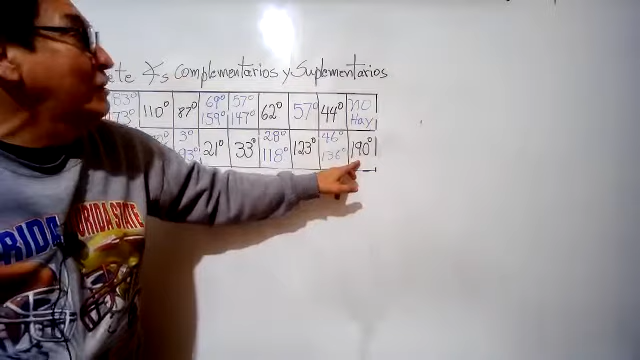 ete ∡s Complementarios y Suplementarios
83° 69° 57° No
173° 110° 87° 159° 147° 62° 57° 44° Hay
3° 28° 46°
93° 21° 33° 118° 123° 136° 190°
FLORIDA STATE